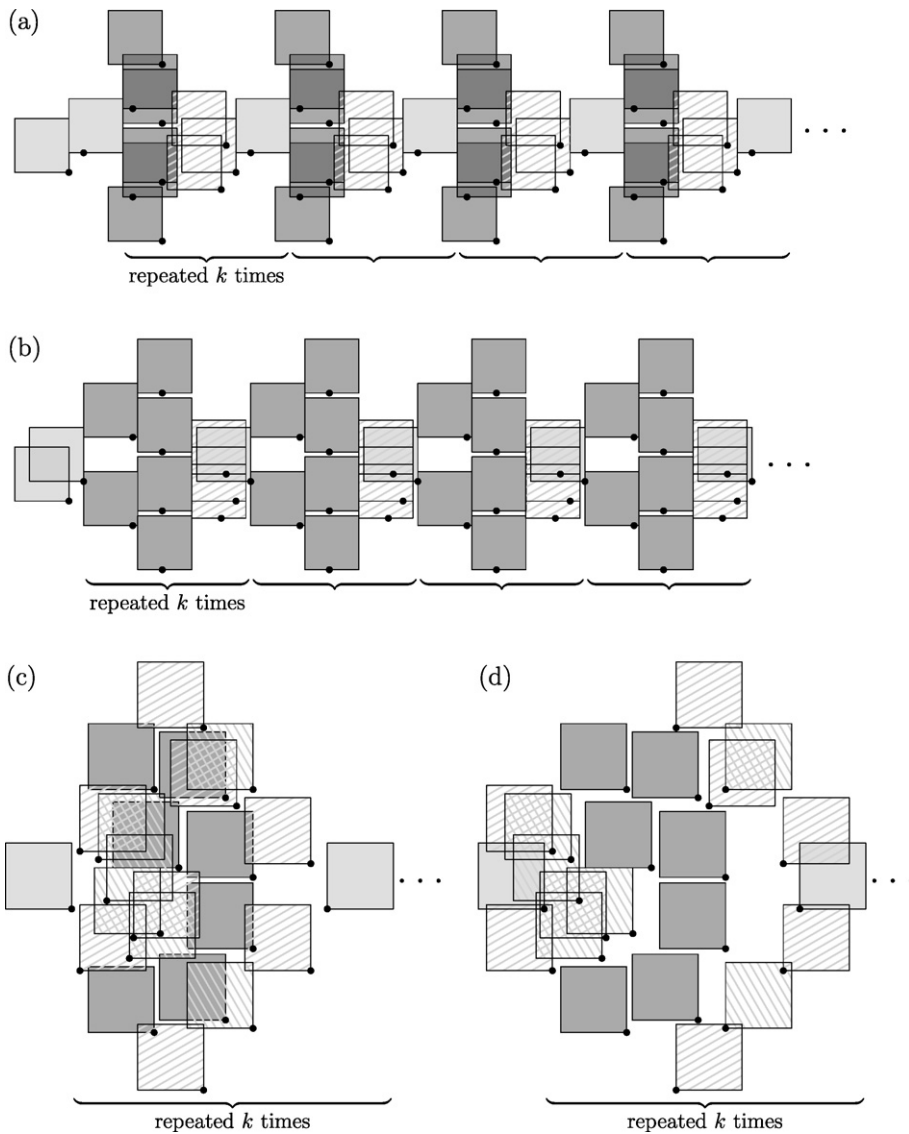 (a)
. . .
repeated k times
(b)
. . .
repeated k times
(c)
(d)
. . .
. . .
repeated k times
repeated k times